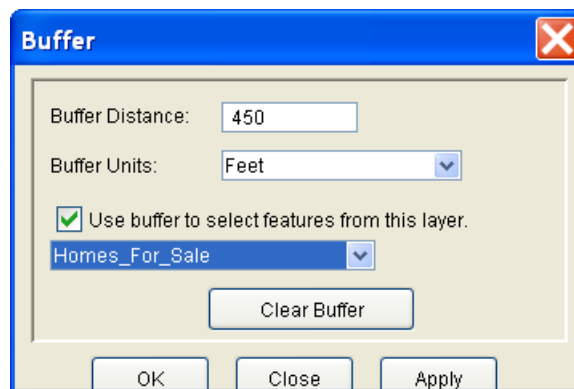 Buffer
Buffer Distance: 450
Buffer Units: Feet
Use buffer to select features from this layer.
Homes_For_Sale
Clear Buffer
OK Close Apply